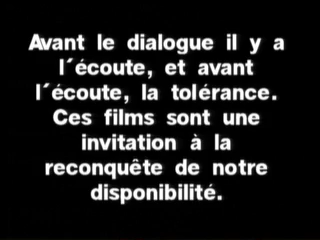 Avant le dialogue il y a
l´écoute, et avant
l´écoute, la tolérance.
Ces films sont une
invitation à la
reconquête de notre
disponibilité.